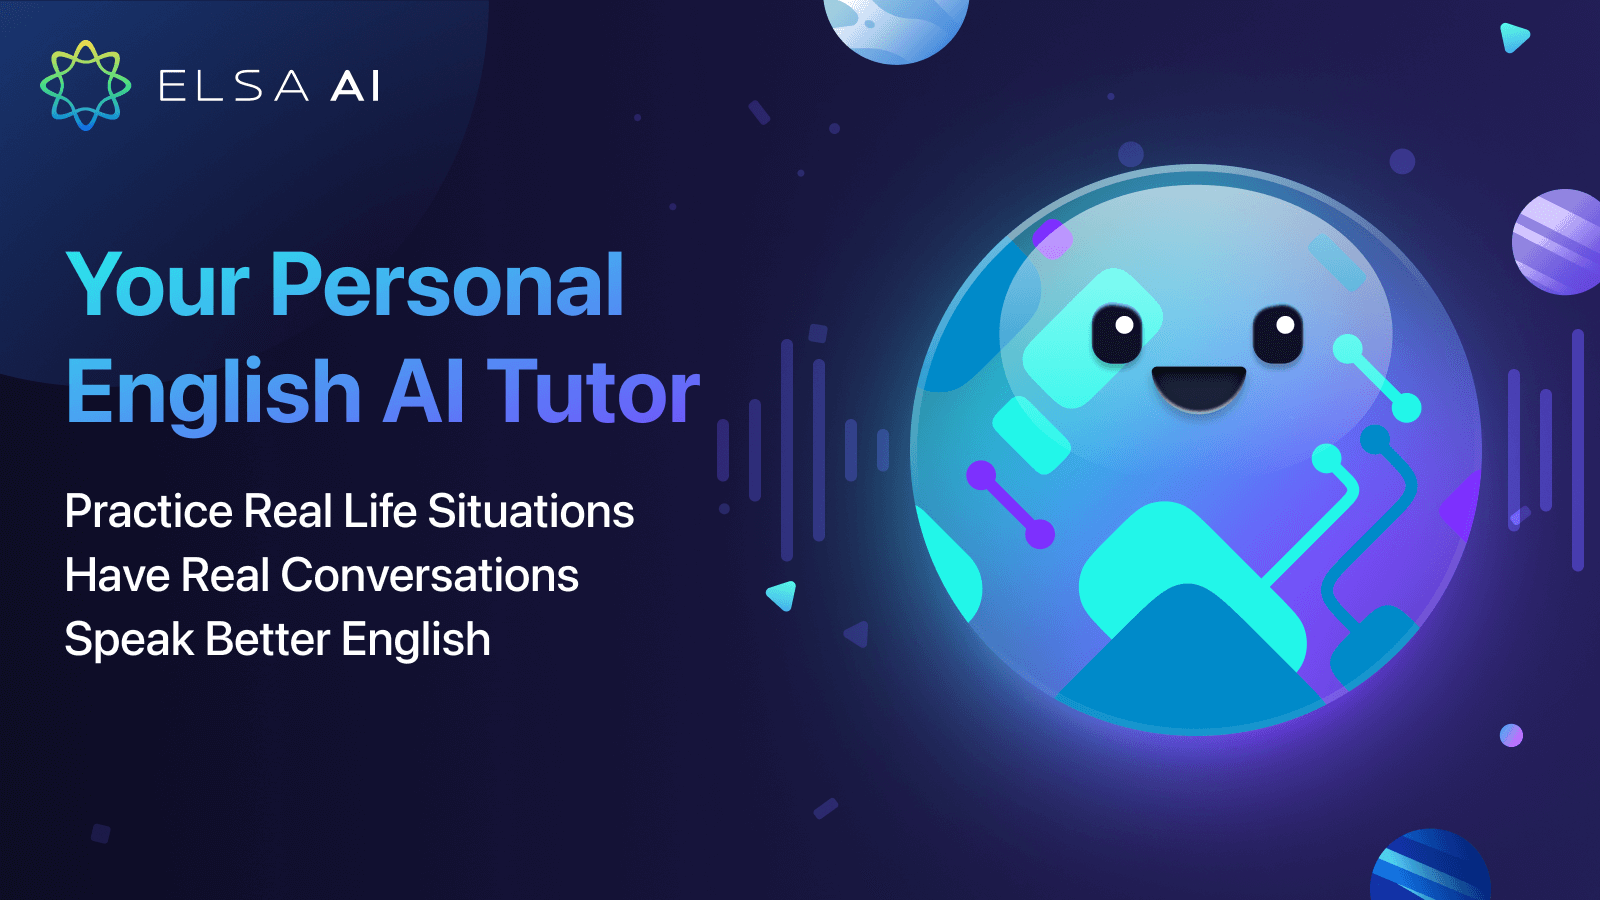 ELSA AI
Your Personal
English AI Tutor
Practice Real Life Situations
Have Real Conversations
Speak Better English